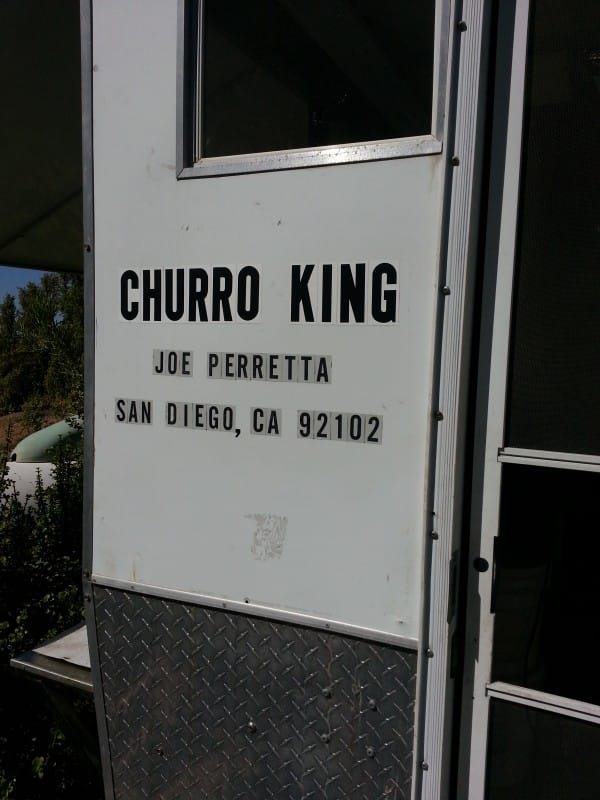 CHURRO KING
JOE PERRETTA
SAN DIEGO, CA 92102